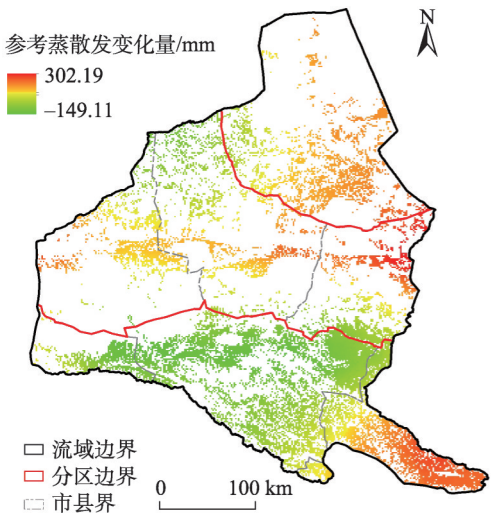 N
参考蒸散发变化量/mm
302.19
−149.11
流域边界
分区边界
市县界
0 100 km